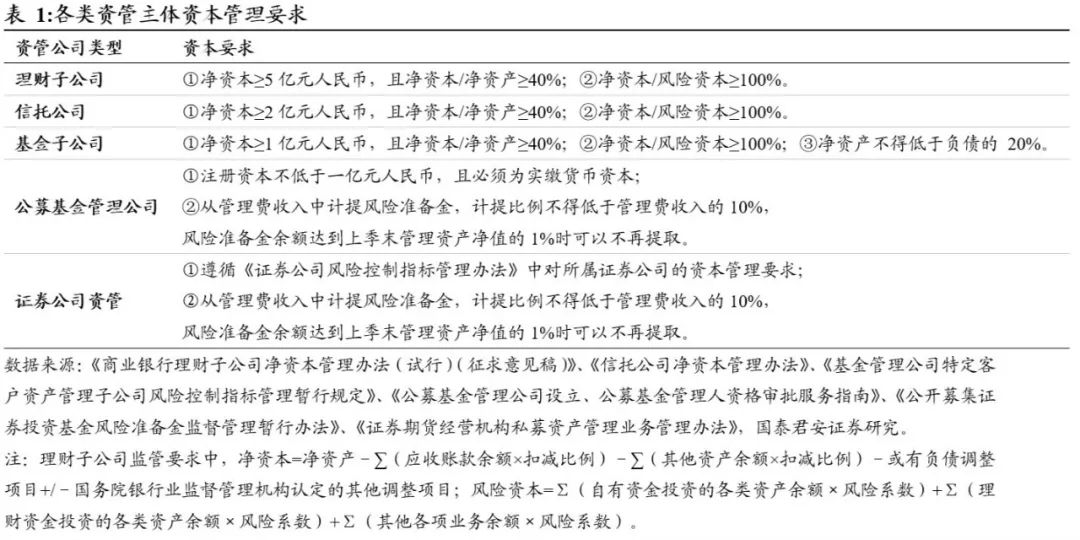 表 1:各类资管主体资本管理要求
资管公司类型 资本要求
理财子公司 ①净资本≥5 亿元人民币，且净资本/净资产≥40%；②净资本/风险资本≥100%。
信托公司 ①净资本≥2 亿元人民币，且净资本/净资产≥40%；②净资本/风险资本≥100%。
基金子公司 ①净资本≥1 亿元人民币，且净资本/净资产≥40%；②净资本/风险资本≥100%；③净资产不得低于负债的 20%。
①注册资本不低于一亿元人民币，且必须为实缴货币资本；
公募基金管理公司 ②从管理费收入中计提风险准备金，计提比例不得低于管理费收入的 10%，
风险准备金余额达到上季末管理资产净值的 1%时可以不再提取。
①遵循《证券公司风险控制指标管理办法》中对所属证券公司的资本管理要求；
证券公司资管 ②从管理费收入中计提风险准备金，计提比例不得低于管理费收入的 10%，
风险准备金余额达到上季末管理资产净值的 1%时可以不再提取。
数据来源：《商业银行理财子公司净资本管理办法（试行）（征求意见稿）》、《信托公司净资本管理办法》、《基金管理公司特定客
户资产管理子公司风险控制指标管理暂行规定》、《公募基金管理公司设立、公募基金管理人资格审批服务指南》、《公开募集证
券投资基金风险准备金监督管理暂行办法》、《证券期货经营机构私募资产管理业务管理办法》，国泰君安证券研究。
注：理财子公司监管要求中，净资本=净资产－∑（应收账款余额×扣减比例）－∑（其他资产余额×扣减比例）－或有负债调整
项目+/－国务院银行业监督管理机构认定的其他调整项目；风险资本=Σ（自有资金投资的各类资产余额×风险系数）+Σ（理
财资金投资的各类资产余额×风险系数）+Σ（其他各项业务余额×风险系数）。